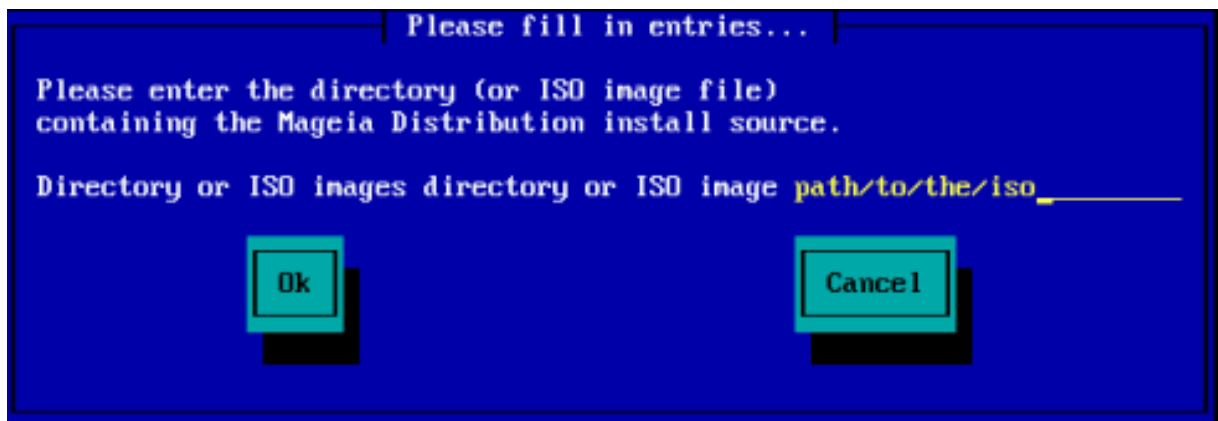 Please fill in entries...
Please enter the directory (or ISO image file)
containing the Mageia Distribution install source.
Directory or ISO images directory or ISO image path/to/the/iso_
Ok Cancel